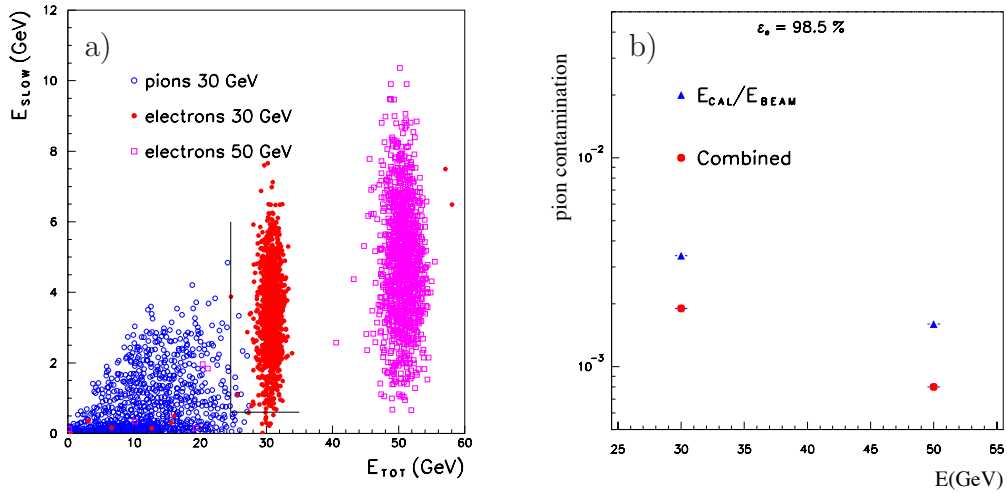 a)
E_SLOW (GeV)
12
10
8
6
4
2
0
pions 30 GeV
electrons 30 GeV
electrons 50 GeV
0 10 20 30 40 50 60
E_TOT (GeV)
b)
ε_e = 98.5 %
pion contamination
E_CAL/E_BEAM
Combined
10^-2
10^-3
25 30 35 40 45 50 55
E(GeV)